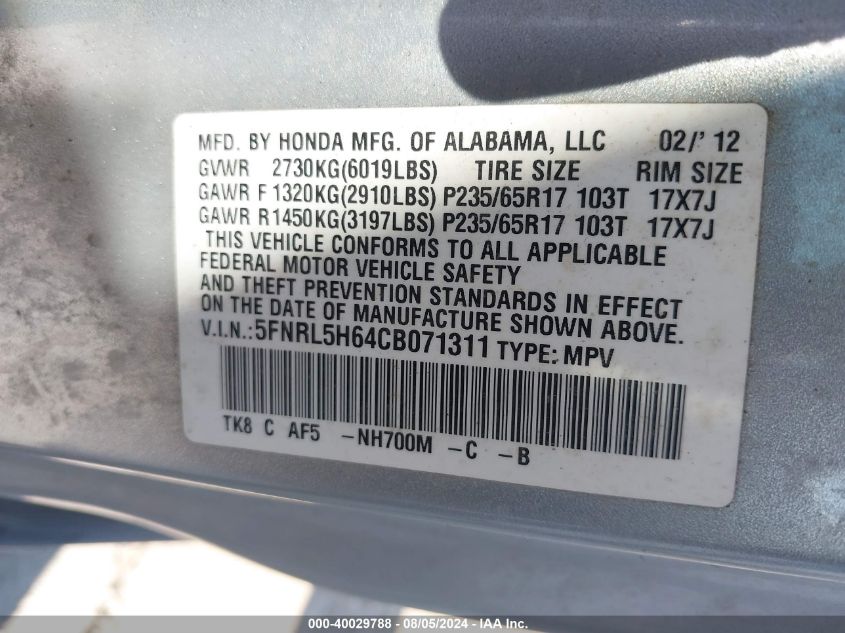 MFD. BY HONDA MFG. OF ALABAMA, LLC 02/' 12
GVWR 2730KG(6019LBS) TIRE SIZE RIM SIZE
GAWR F 1320KG(2910LBS) P235/65R17 103T 17X7J
GAWR R1450KG(3197LBS) P235/65R17 103T 17X7J
THIS VEHICLE CONFORMS TO ALL APPLICABLE
FEDERAL MOTOR VEHICLE SAFETY
AND THEFT PREVENTION STANDARDS IN EFFECT
ON THE DATE OF MANUFACTURE SHOWN ABOVE.
V.I.N.:5FNRL5H64CB071311 TYPE: MPV
TK8 C AF5 -NH700M -C -B
000-40029788 - 08/05/2024 - IEA Inc.